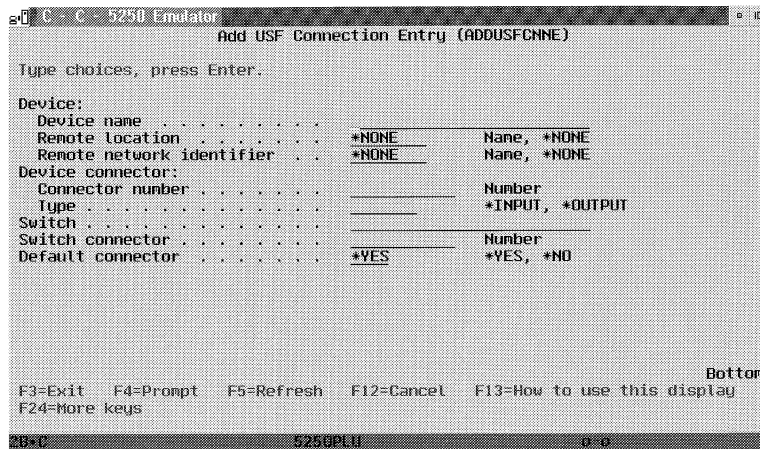 C - C - 5250 Emulator
Add USF Connection Entry (ADDUSFCNNE)
Type choices, press Enter.
Device:
Device name . . . . . . . . .
Remote location . . . . . . . *NONE Name, *NONE
Remote network identifier . . *NONE Name, *NONE
Device connector:
Connector number . . . . . . . Number
Type . . . . . . . . . . . . . *INPUT, *OUTPUT
Switch . . . . . . . . . . . . .
Switch connector . . . . . . . . Number
Default connector . . . . . . . *YES *YES, *NO
Bottom
F3=Exit F4=Prompt F5=Refresh F12=Cancel F13=How to use this display
F24=More keys
5250PLU